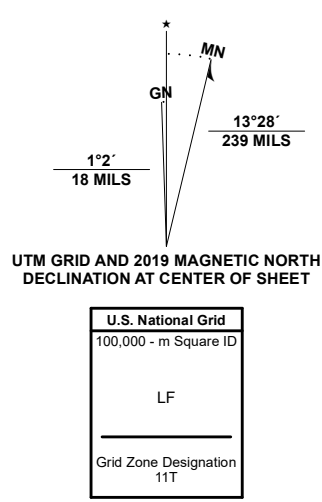 ★
MN
GN
13°28´
239 MILS
1°2´
18 MILS
UTM GRID AND 2019 MAGNETIC NORTH
DECLINATION AT CENTER OF SHEET
U.S. National Grid
100,000 - m Square ID
LF
Grid Zone Designation
11T